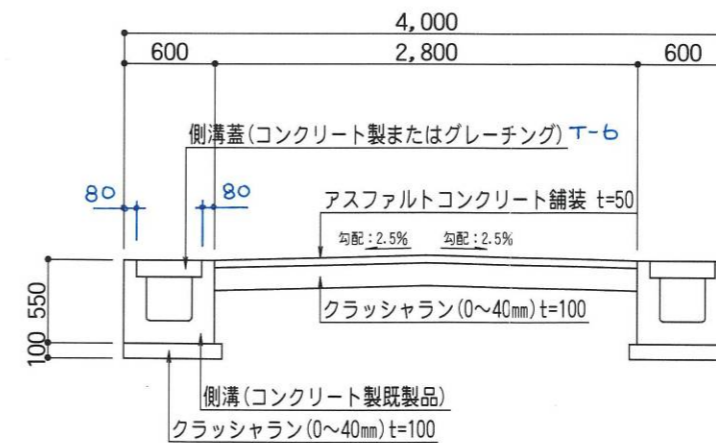 4,000
600 2,800 600
側溝蓋(コンクリート製またはグレーチング) T-6
80 80
アスファルトコンクリート舗装 t=50
勾配：2.5% 勾配：2.5%
550
クラッシャラン(0〜40㎜)t=100
100
側溝(コンクリート製既製品)
クラッシャラン(0〜40㎜)t=100